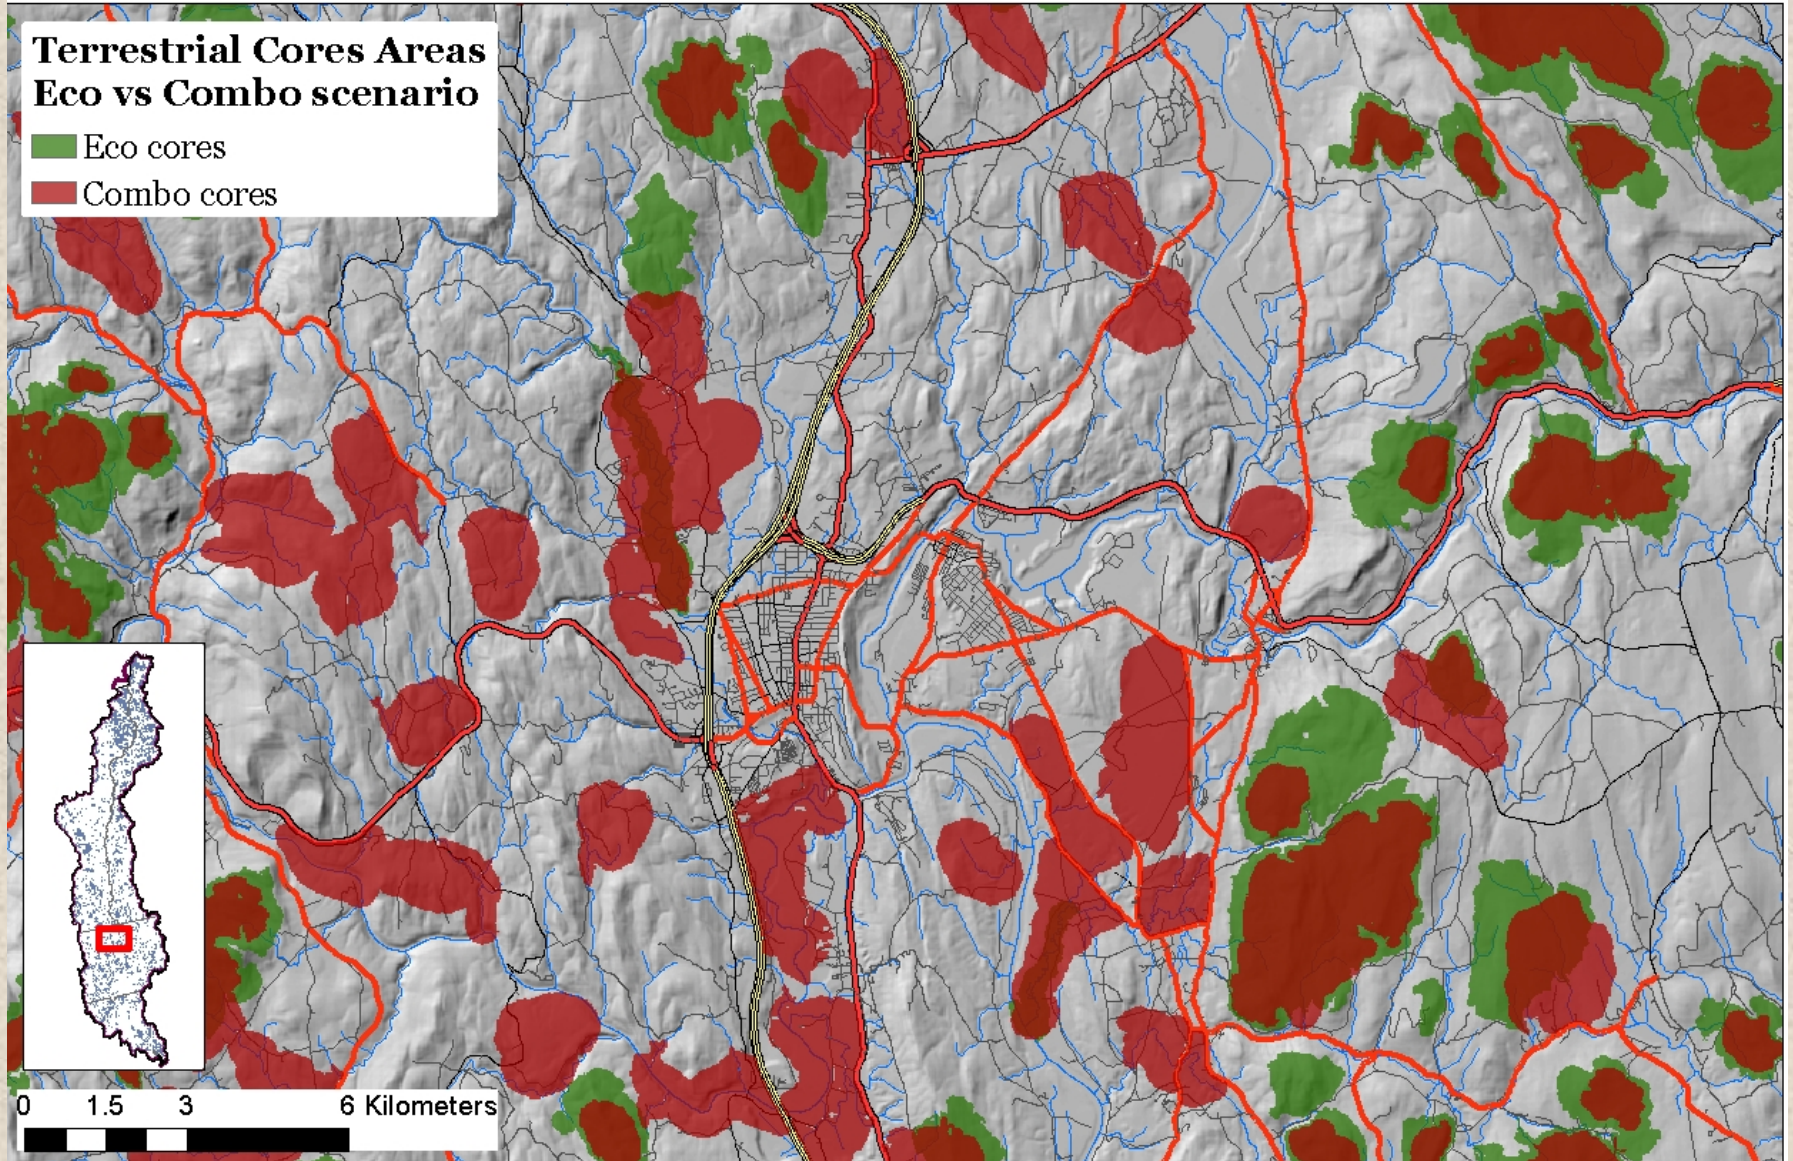 Terrestrial Cores Areas
Eco vs Combo scenario
Eco cores
Combo cores
0 1.5 3 6 Kilometers